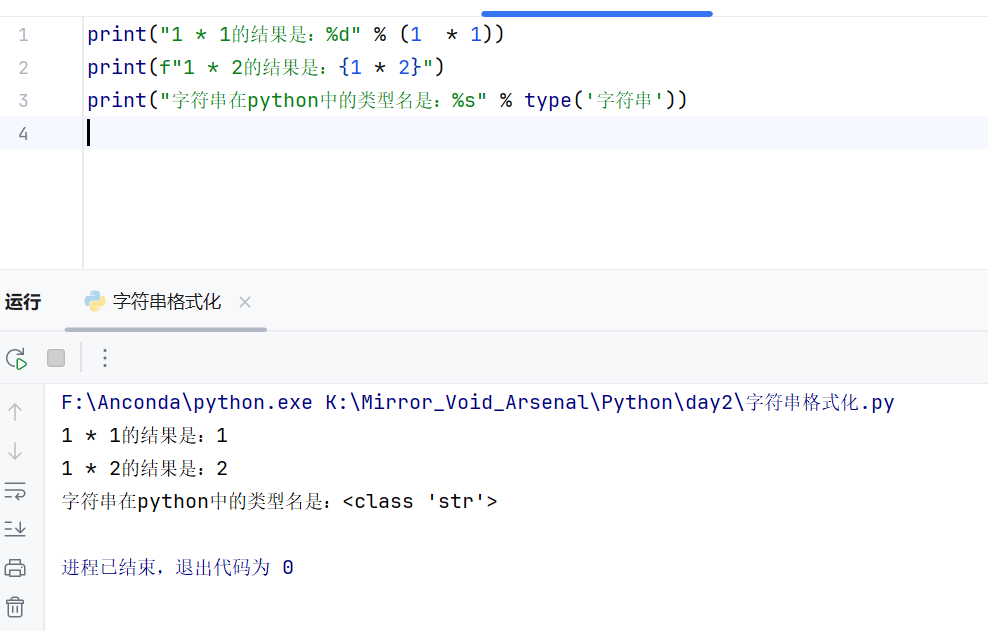 1 print("1 * 1的结果是：%d" % (1  * 1))
2 print(f"1 * 2的结果是：{1 * 2}")
3 print("字符串在python中的类型名是：%s" % type('字符串'))
4
运行 字符串格式化
F:\Anconda\python.exe K:\Mirror_Void_Arsenal\Python\day2\字符串格式化.py
1 * 1的结果是：1
1 * 2的结果是：2
字符串在python中的类型名是：<class 'str'>
进程已结束，退出代码为 0